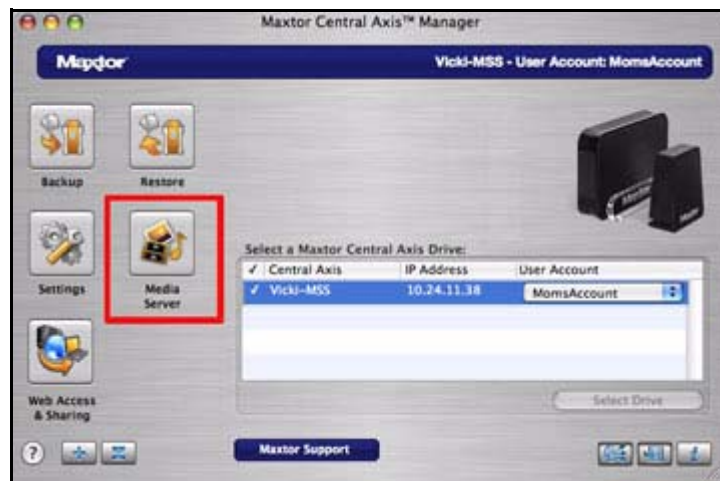 Maxtor Central Axis™ Manager
Maxtor
Vicki-MSS - User Account: MomsAccount
Backup
Restore
Settings
Media
Server
Web Access
& Sharing
Select a Maxtor Central Axis Drive:
✓ Central Axis IP Address User Account
✓ Vicki-MSS 10.24.11.38 MomsAccount
Select Drive
?
Maxtor Support
i